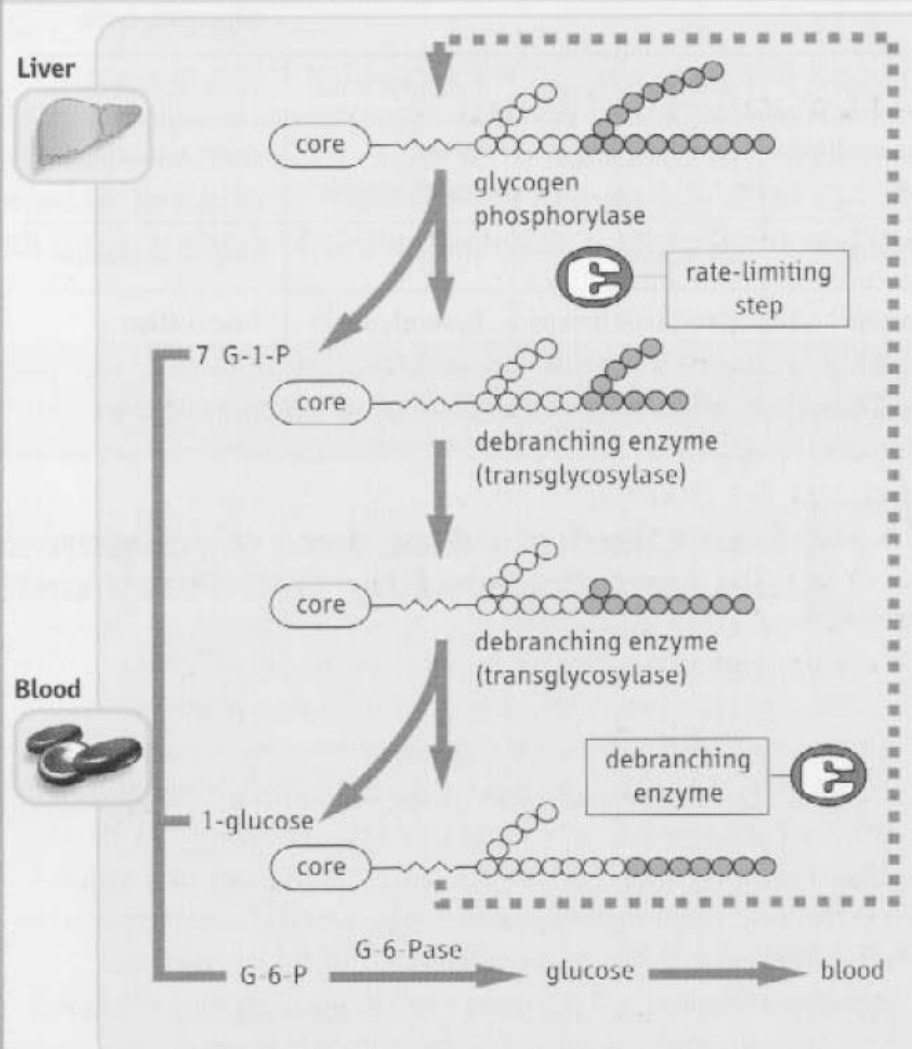 Liver
core
glycogen
phosphorylase
rate-limiting
step
7 G-1-P
core
debranching enzyme
(transglycosylase)
core
debranching enzyme
(transglycosylase)
Blood
debranching
enzyme
1-glucose
core
G-6-P
G-6-Pase
glucose
blood